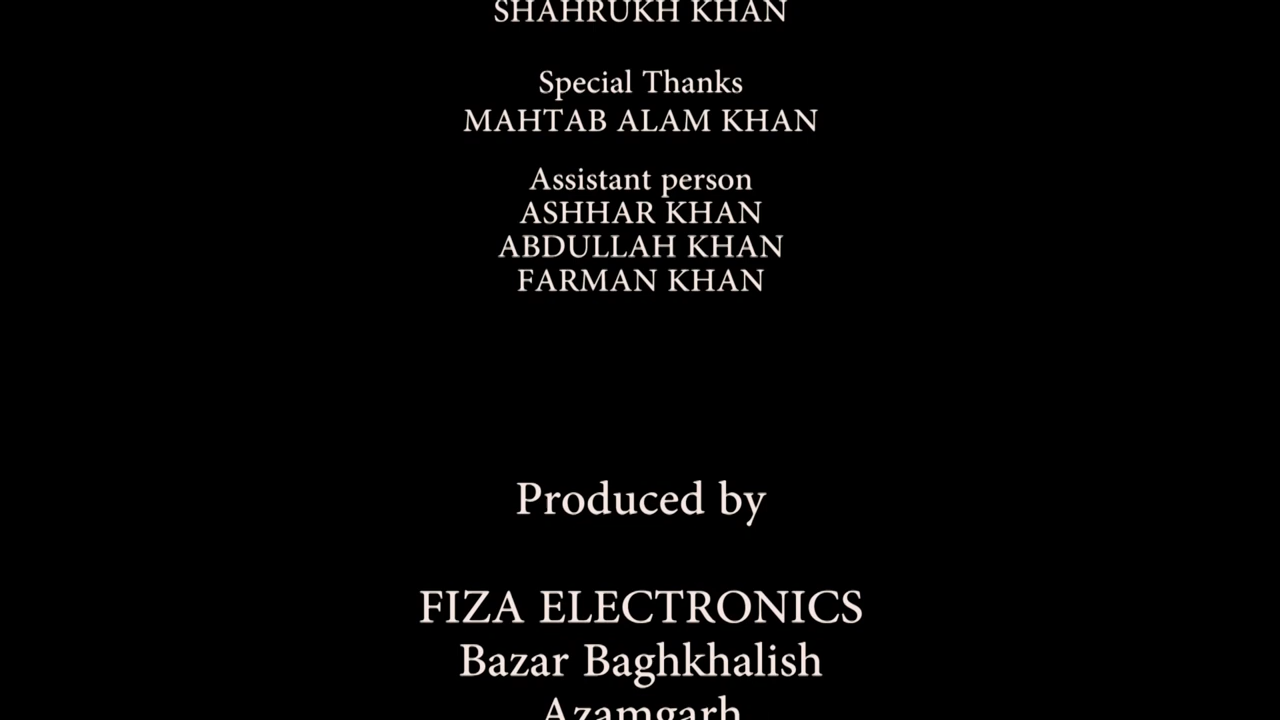 SHAHRUKH KHAN
Special Thanks
MAHTAB ALAM KHAN
Assistant person
ASHHAR KHAN
ABDULLAH KHAN
FARMAN KHAN
Produced by
FIZA ELECTRONICS
Bazar Baghkhalish
Azamgarh